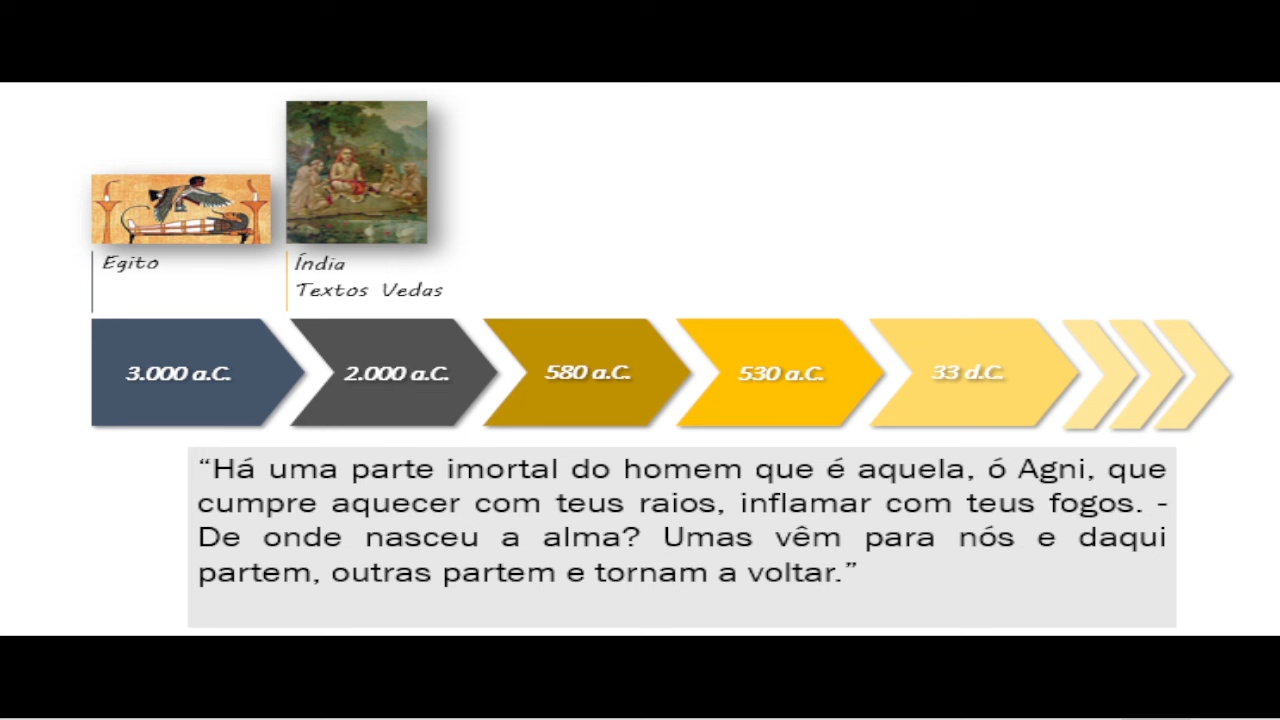 Egito
Índia
Textos Vedas
3.000 a.C.
2.000 a.C.
580 a.C.
530 a.C.
33 d.C.
“Há uma parte imortal do homem que é aquela, ó Agni, que
cumpre aquecer com teus raios, inflamar com teus fogos. -
De onde nasceu a alma? Umas vêm para nós e daqui
partem, outras partem e tornam a voltar.”